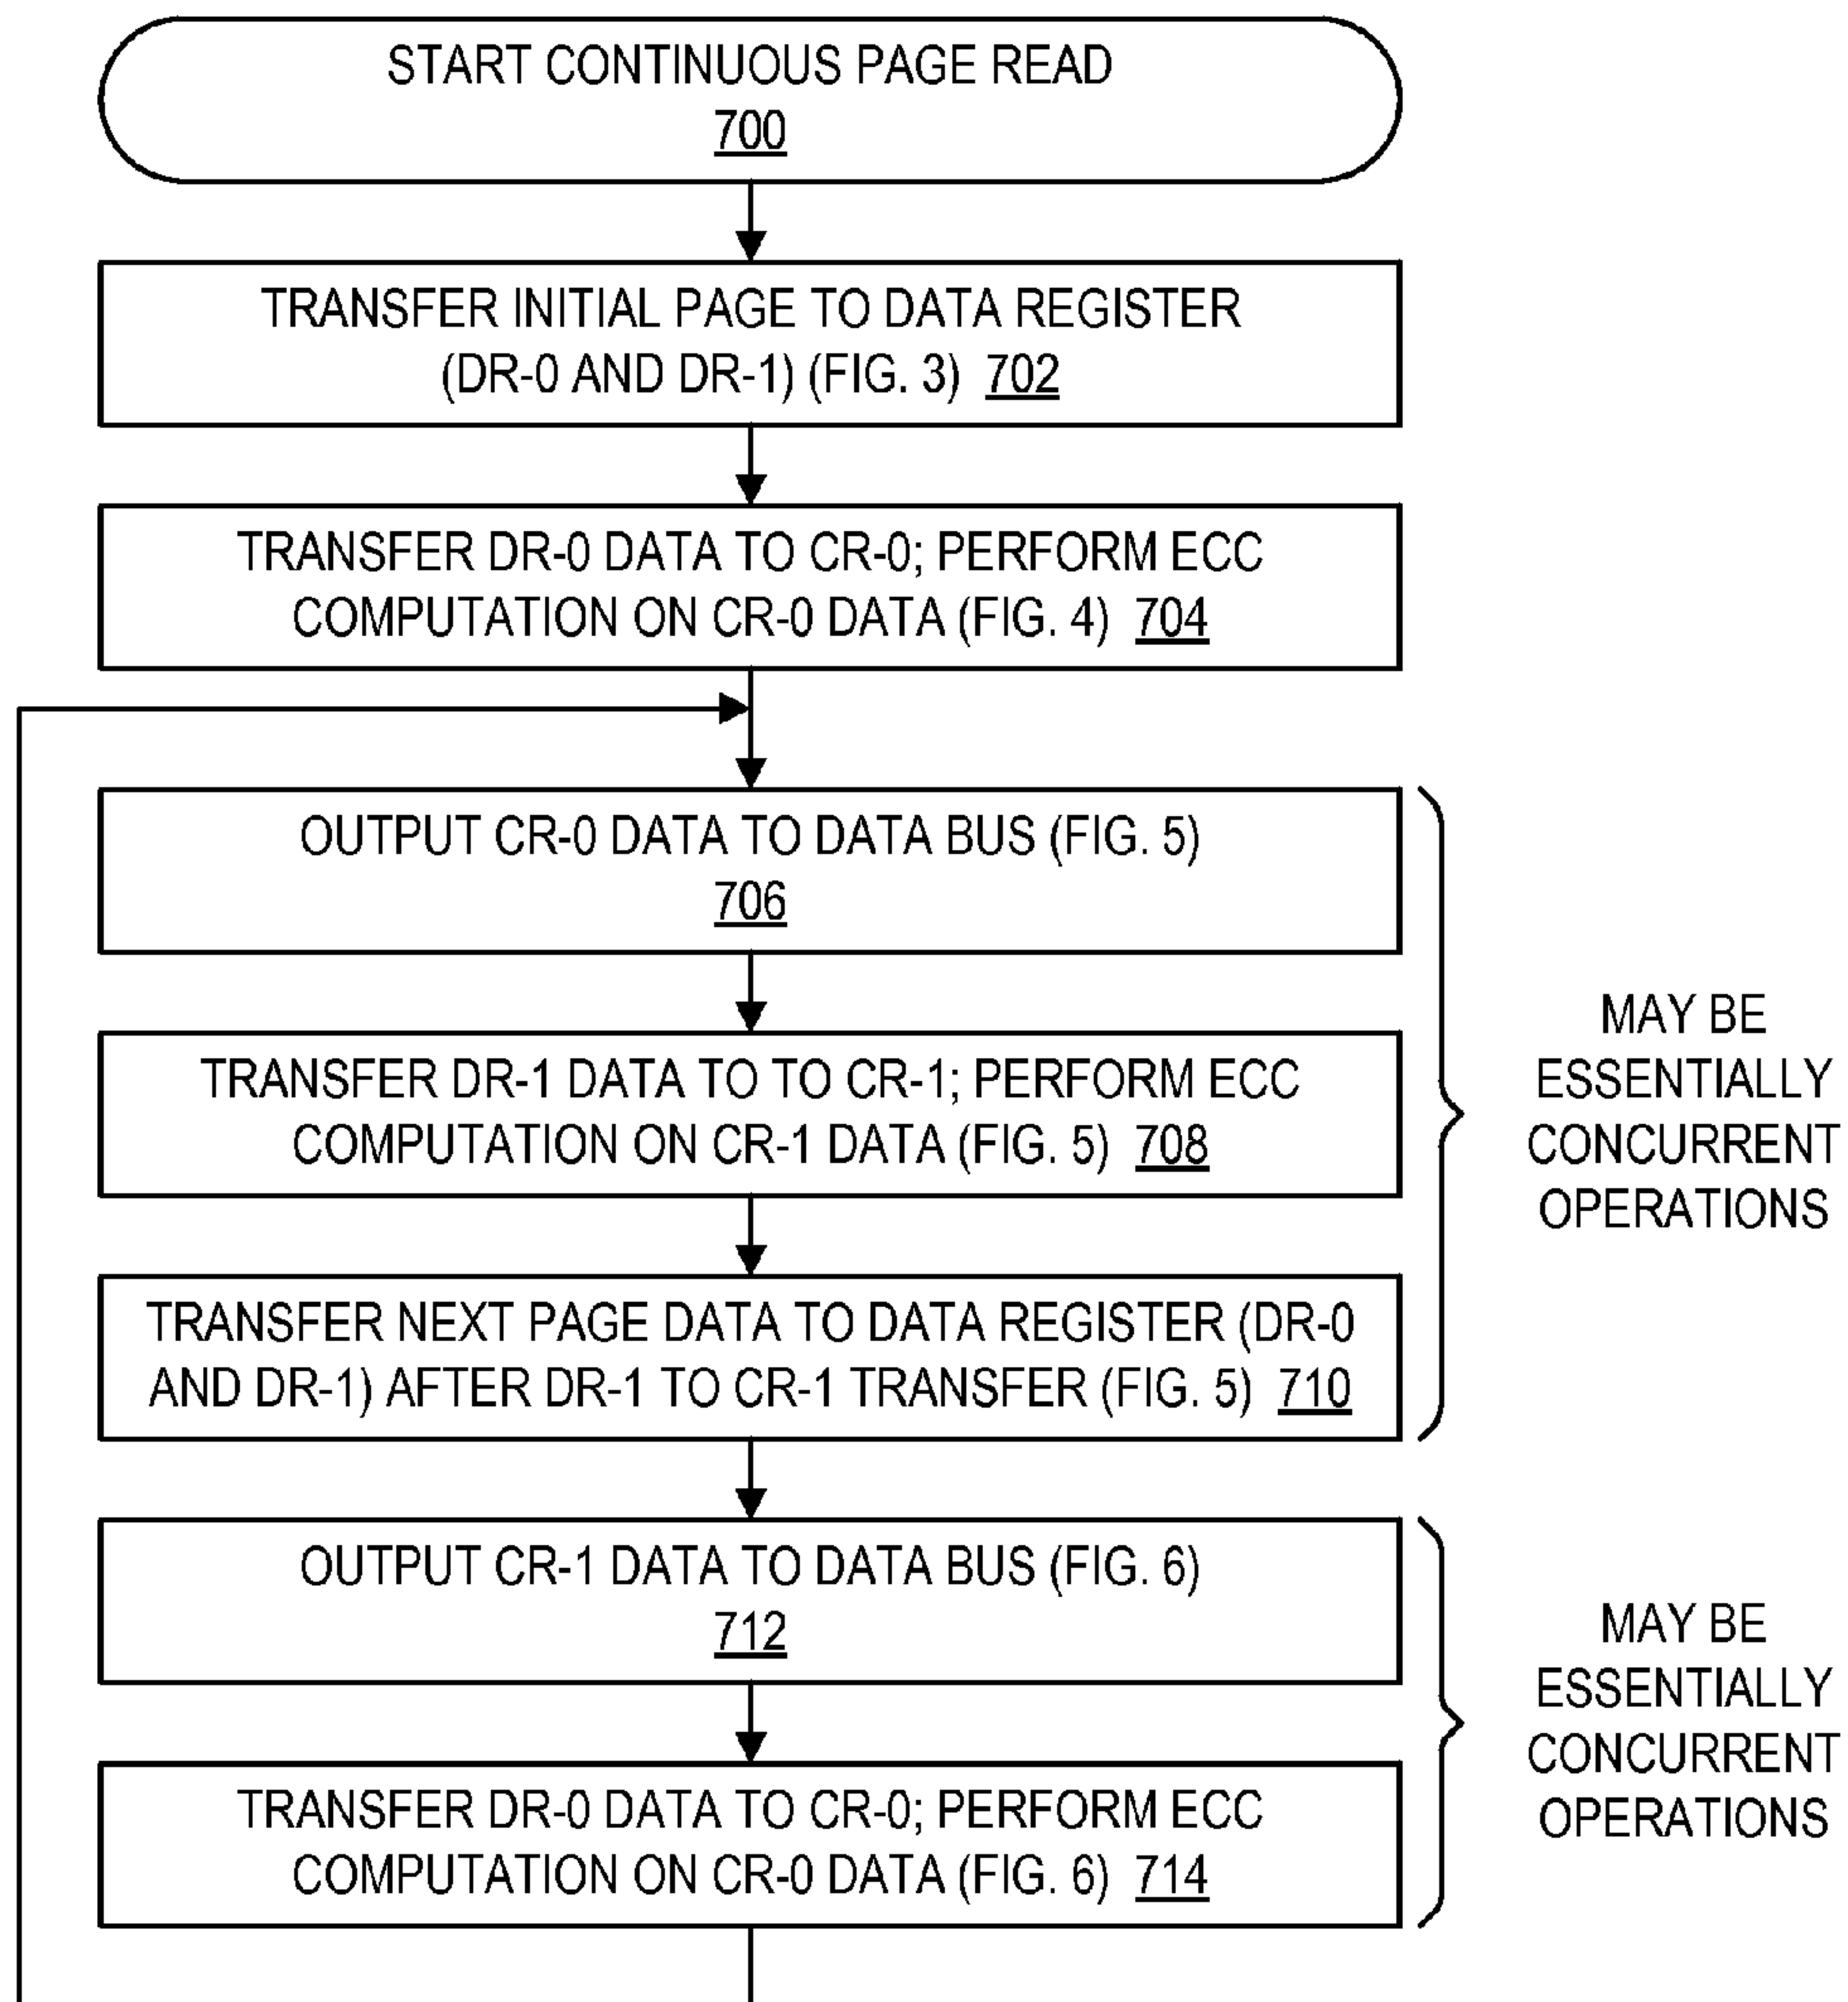 START CONTINUOUS PAGE READ
700
TRANSFER INITIAL PAGE TO DATA REGISTER
(DR-0 AND DR-1) (FIG. 3) 702
TRANSFER DR-0 DATA TO CR-0; PERFORM ECC
COMPUTATION ON CR-0 DATA (FIG. 4) 704
OUTPUT CR-0 DATA TO DATA BUS (FIG. 5)
706
TRANSFER DR-1 DATA TO TO CR-1; PERFORM ECC
COMPUTATION ON CR-1 DATA (FIG. 5) 708
TRANSFER NEXT PAGE DATA TO DATA REGISTER (DR-0
AND DR-1) AFTER DR-1 TO CR-1 TRANSFER (FIG. 5) 710
MAY BE
ESSENTIALLY
CONCURRENT
OPERATIONS
OUTPUT CR-1 DATA TO DATA BUS (FIG. 6)
712
TRANSFER DR-0 DATA TO CR-0; PERFORM ECC
COMPUTATION ON CR-0 DATA (FIG. 6) 714
MAY BE
ESSENTIALLY
CONCURRENT
OPERATIONS